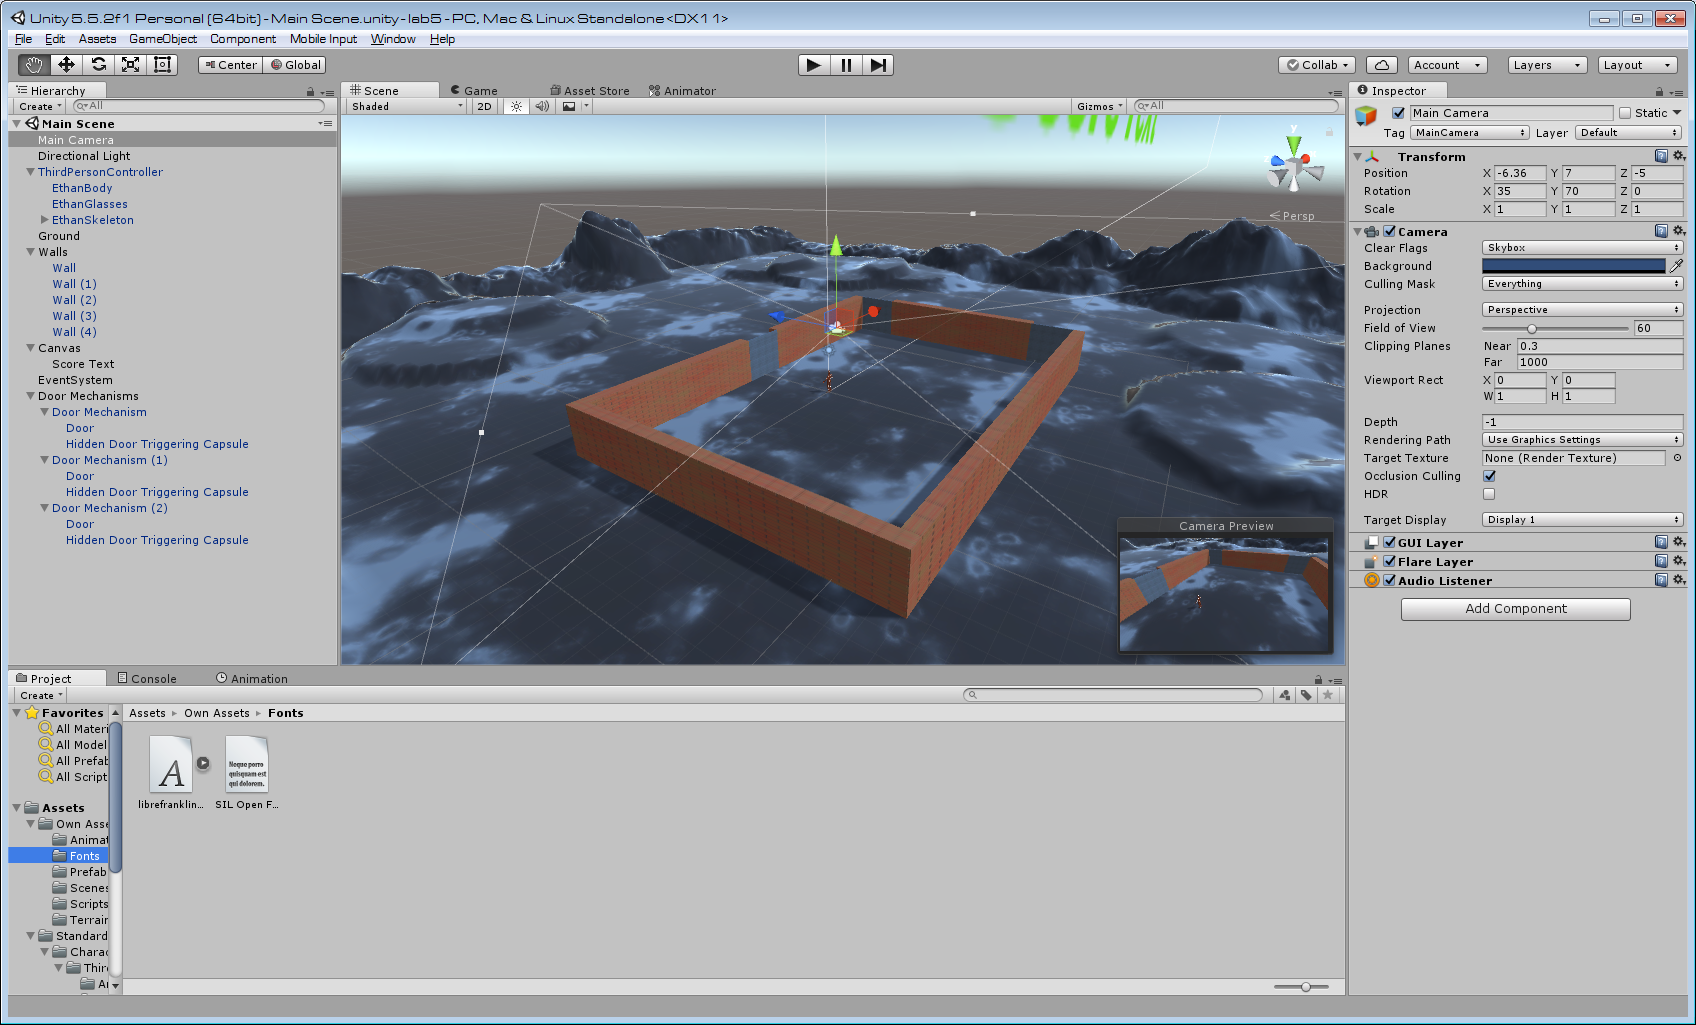 Unity 5.5.2f1 Personal (64bit) - Main Scene.unity - lab5 - PC, Mac & Linux Standalone <DX11>
File Edit Assets GameObject Component Mobile Input Window Help
Center Global Collab Account Layers Layout
Hierarchy
Create All
Main Scene
Main Camera
Directional Light
ThirdPersonController
EthanBody
EthanGlasses
EthanSkeleton
Ground
Walls
Wall
Wall (1)
Wall (2)
Wall (3)
Wall (4)
Canvas
Score Text
EventSystem
Door Mechanisms
Door Mechanism
Door
Hidden Door Triggering Capsule
Door Mechanism (1)
Door
Hidden Door Triggering Capsule
Door Mechanism (2)
Door
Hidden Door Triggering Capsule
Scene Game Asset Store Animator
Shaded 2D Gizmos All
y
Persp
Camera Preview
Inspector
Main Camera Static
Tag MainCamera Layer Default
Transform
Position X -6.36 Y 7 Z -5
Rotation X 35 Y 70 Z 0
Scale X 1 Y 1 Z 1
Camera
Clear Flags Skybox
Background
Culling Mask Everything
Projection Perspective
Field of View 60
Clipping Planes Near 0.3
Far 1000
Viewport Rect X 0 Y 0
W 1 H 1
Depth -1
Rendering Path Use Graphics Settings
Target Texture None (Render Texture)
Occlusion Culling
HDR
Target Display Display 1
GUI Layer
Flare Layer
Audio Listener
Add Component
Project Console Animation
Create
Favorites
All Materi
All Model
All Prefab
All Script
Assets
Own Asse
Animat
Fonts
Prefab
Scenes
Scripts
Terrair
Standard
Charac
Thir
Ar
Assets Own Assets Fonts
A
librefranklin...
Neque porro
quisquam est
qui dolorem.
SIL Open F...